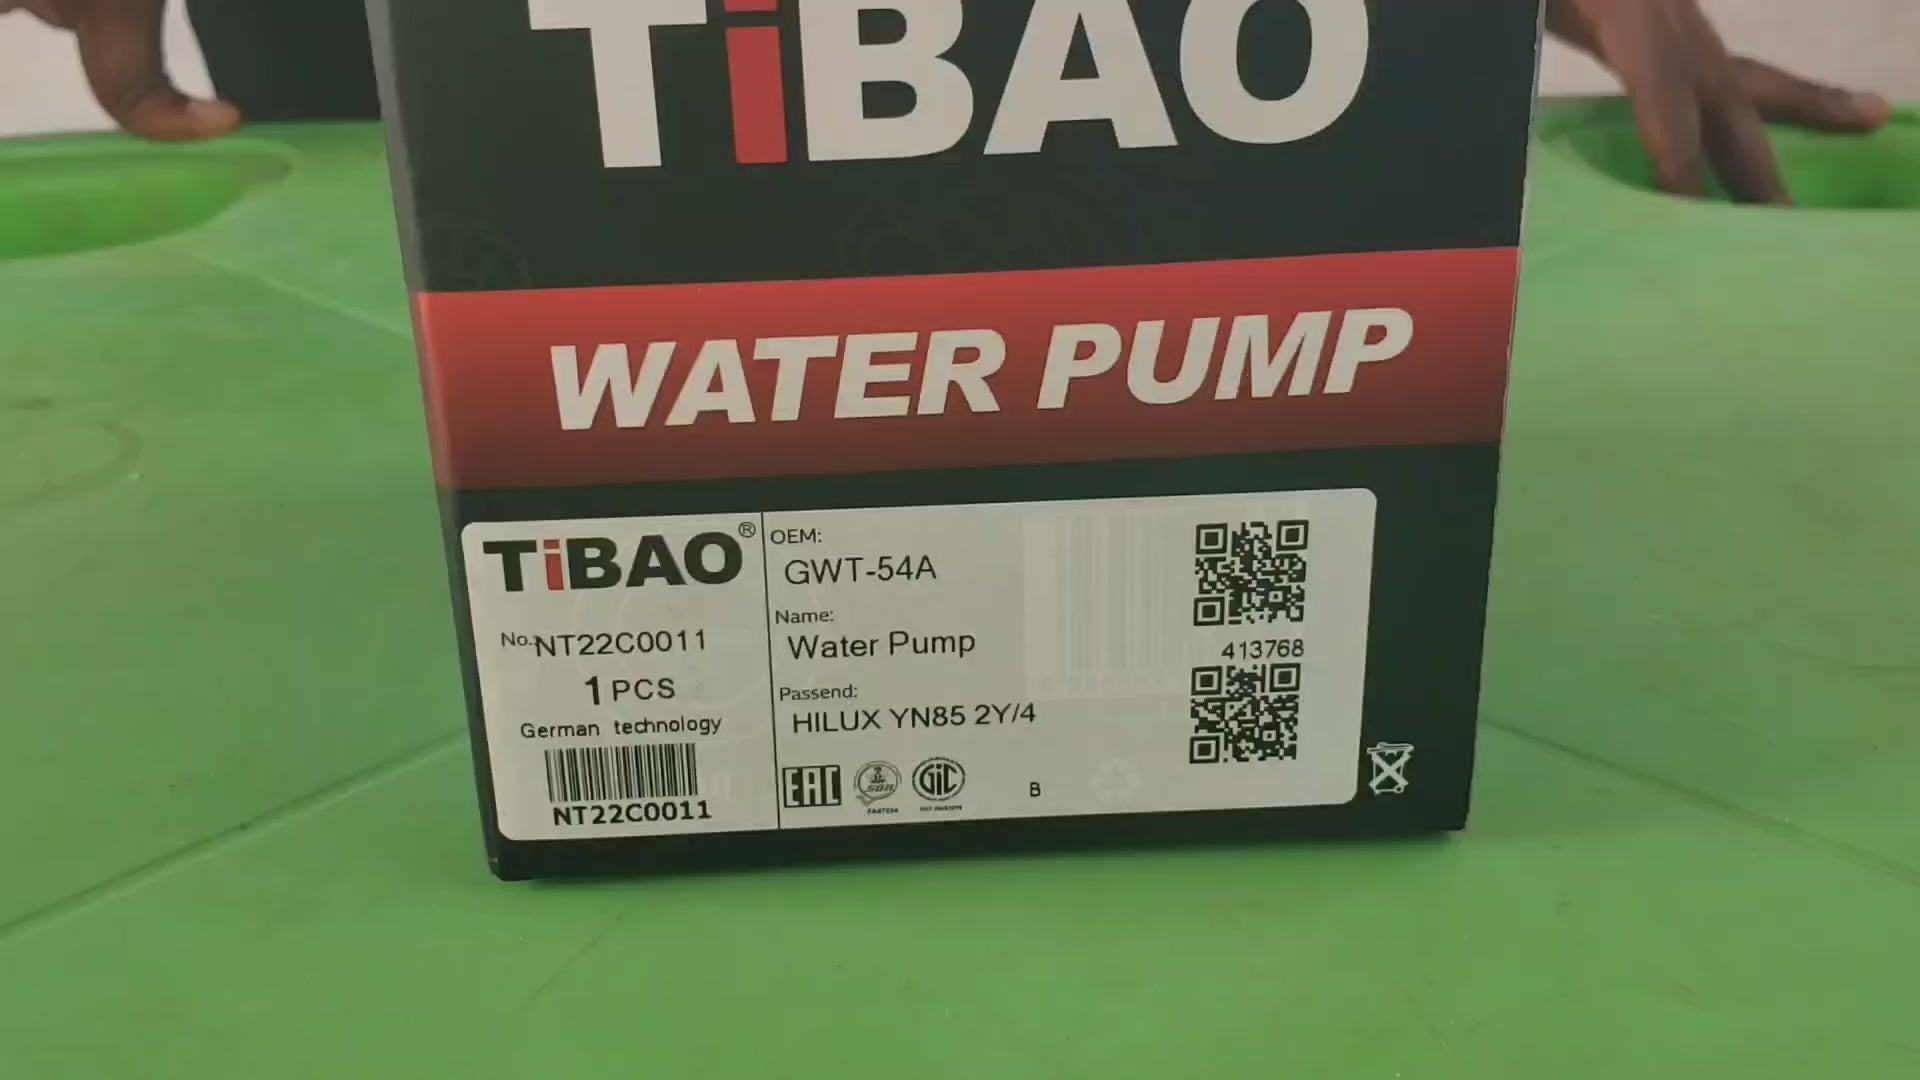 TiBAO
WATER PUMP
TiBAO®
No.:NT22C0011
1 PCS
German technology
NT22C0011
OEM:
GWT-54A
Name:
Water Pump
Passend:
HILUX YN85 2Y/4
EAC
GiC
B
413768